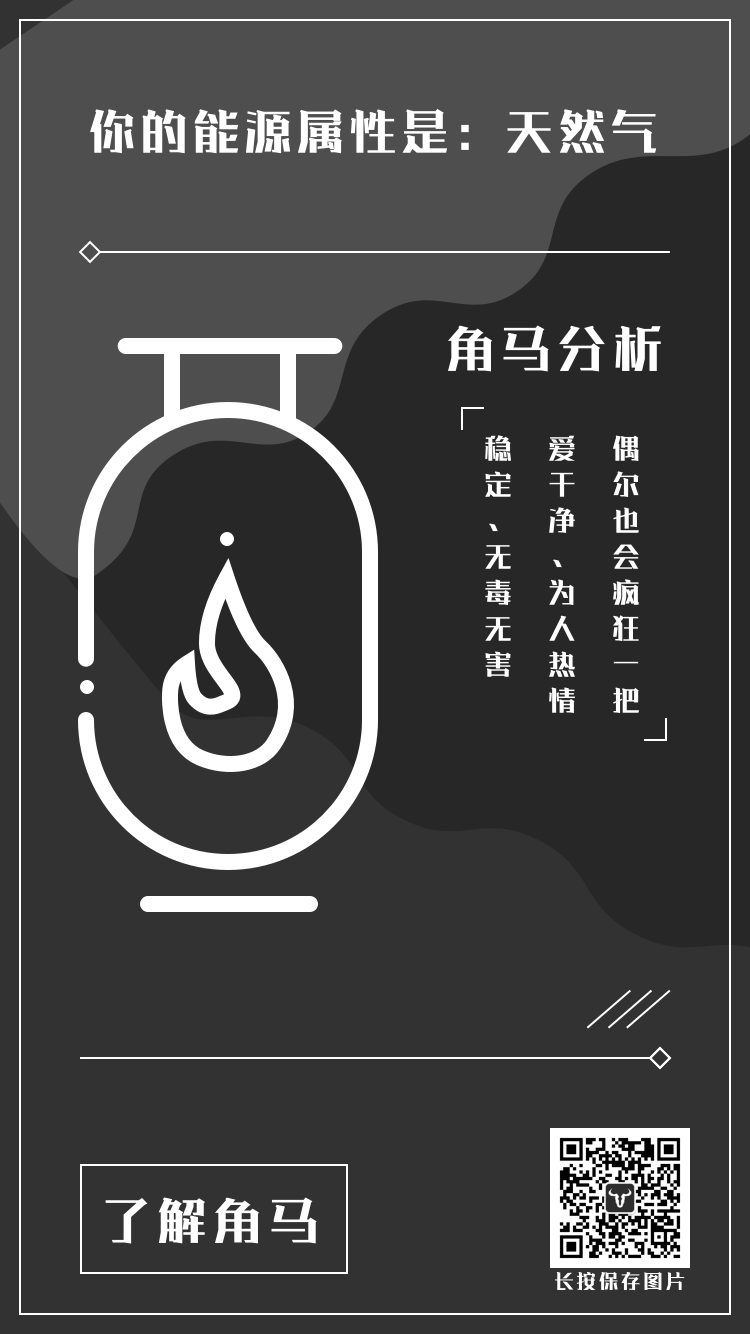 你的能源属性是：天然气
角马分析
稳定、无毒无害
爱干净、为人热情
偶尔也会疯狂一把
了解角马
长按保存图片